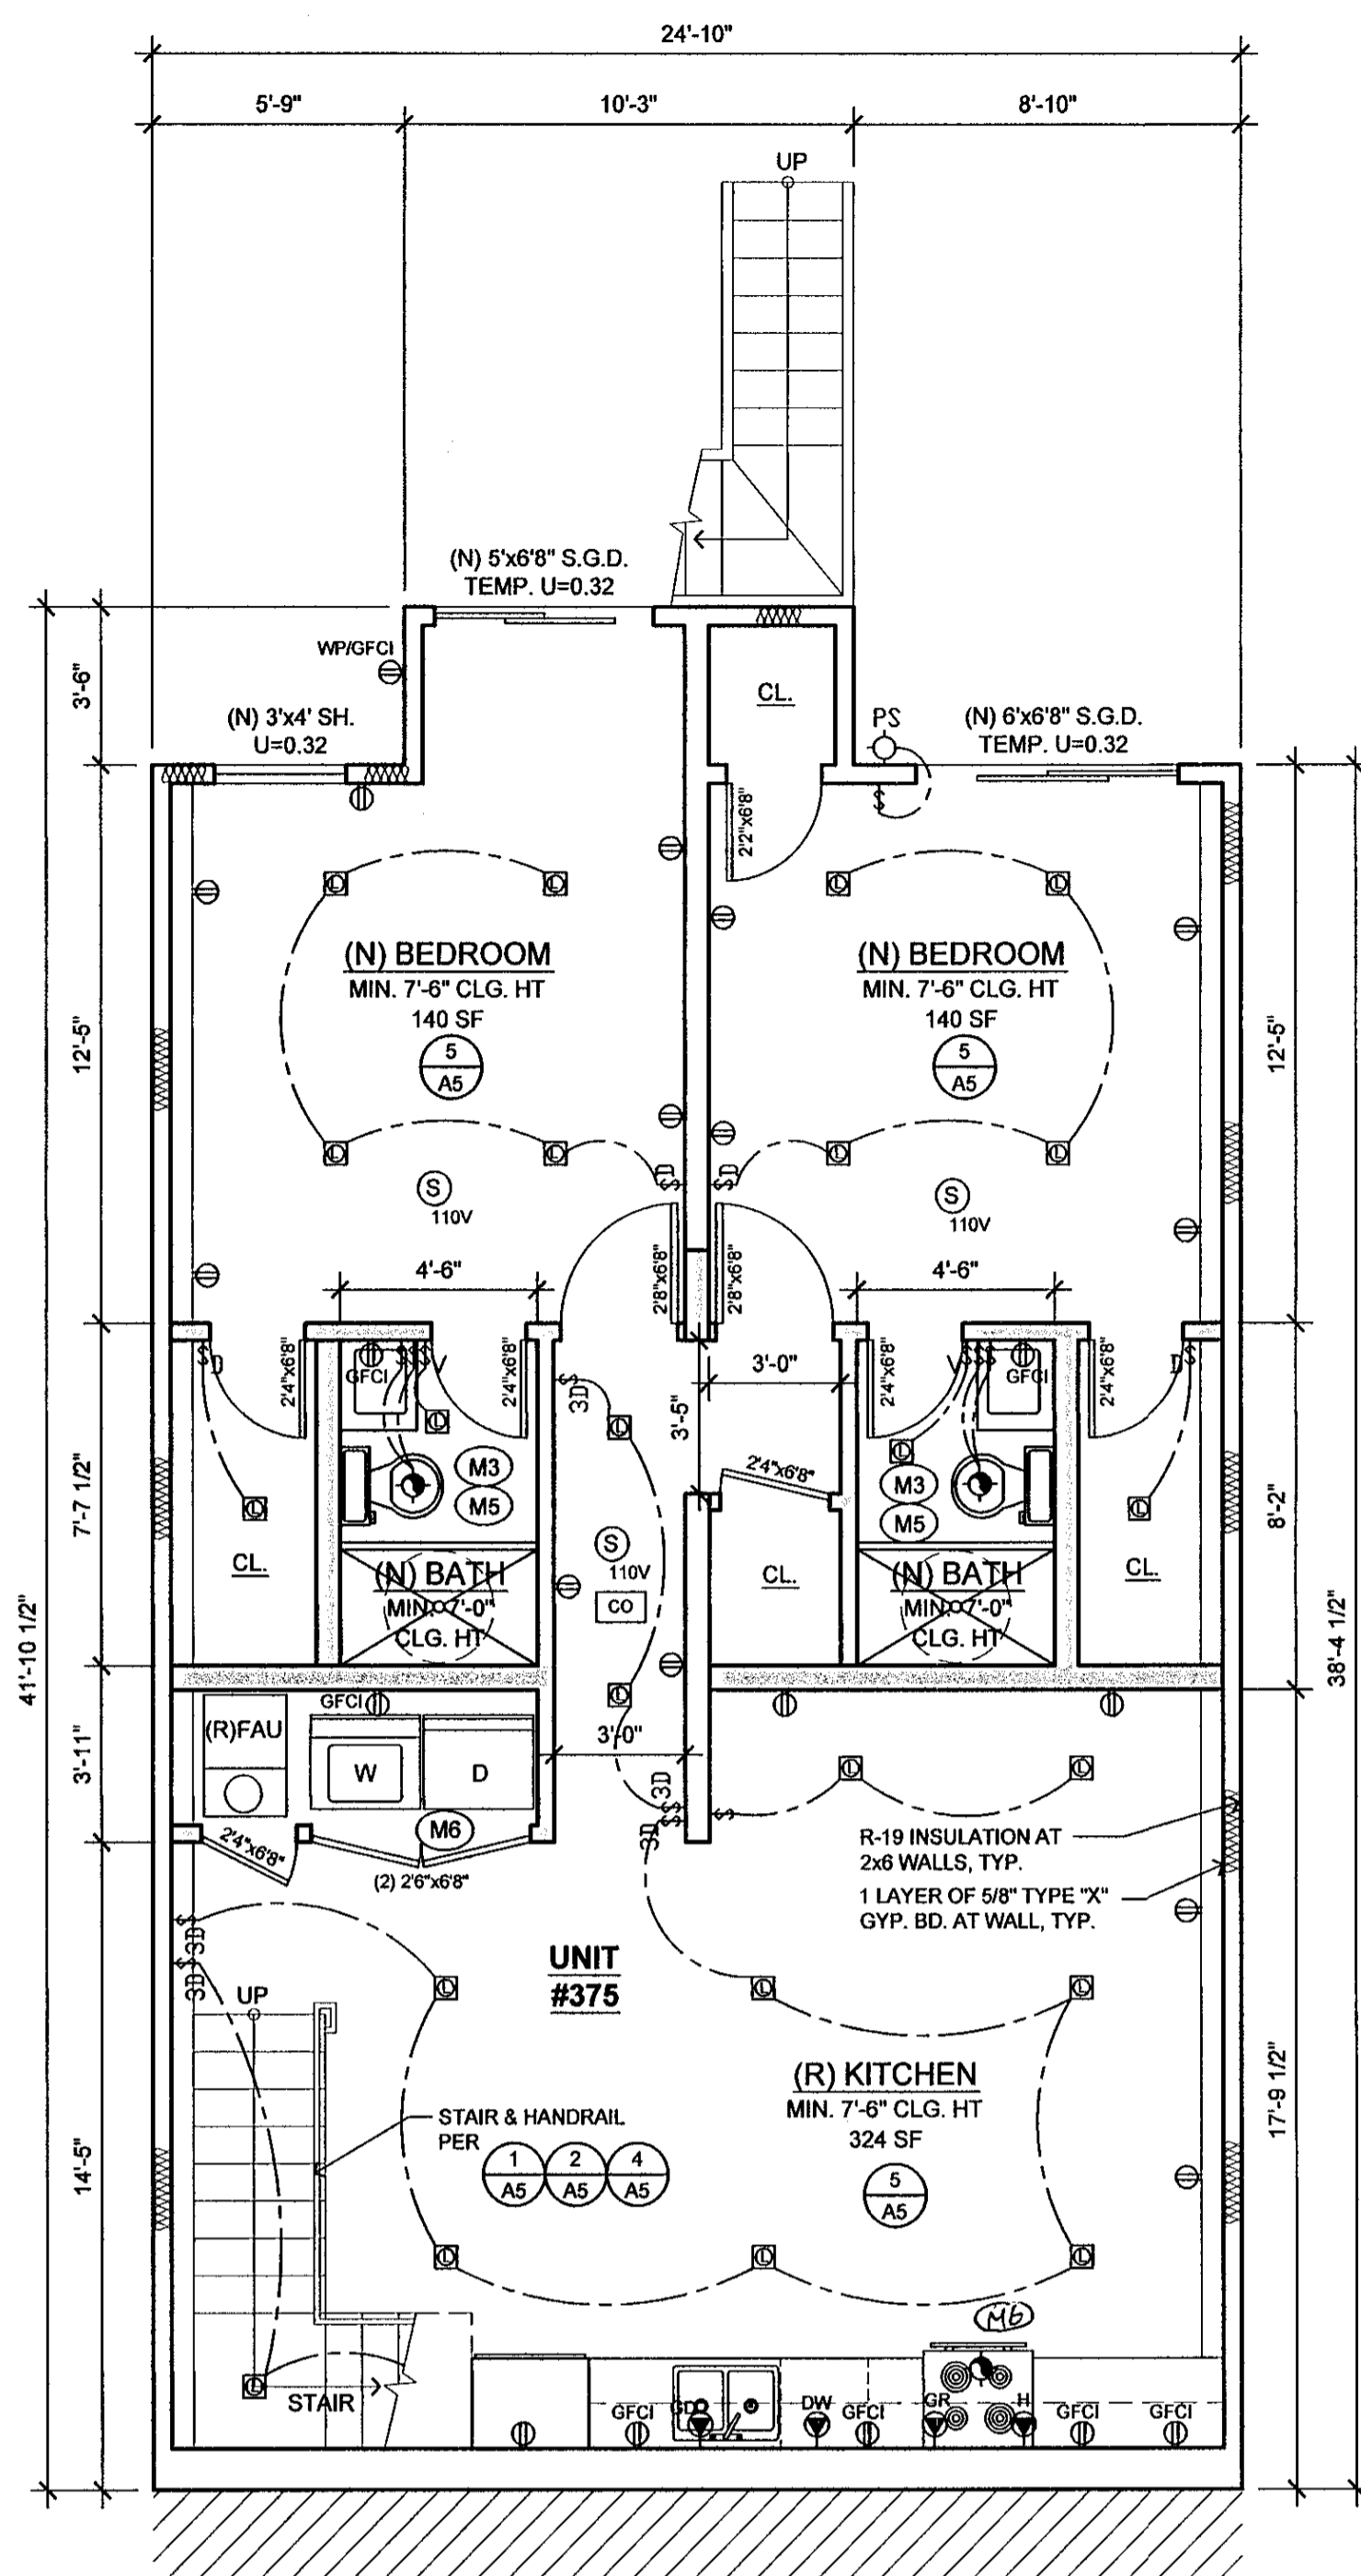 24'-10"
5'-9"
10'-3"
8'-10"
UP
(N) 5'x6'8" S.G.D.
TEMP. U=0.32
WP/GFCI
3'-6"
CL.
(N) 3'x4' SH.
U=0.32
PS
(N) 6'x6'8" S.G.D.
TEMP. U=0.32
S
2'2"x6'8"
L
L
L
L
(N) BEDROOM
MIN. 7'-6" CLG. HT
140 SF
5
A5
(N) BEDROOM
MIN. 7'-6" CLG. HT
140 SF
5
A5
12'-5"
12'-5"
L
L
L
L
SD
SD
S
110V
S
110V
2'8"x6'8"
2'8"x6'8"
4'-6"
4'-6"
SD
2'4"x6'8"
GFCI
V
2'4"x6'8"
3D
3'-0"
2'4"x6'8"
V
GFCI
2'4"x6'8"
D
L
L
L
3'-5"
2'4"x6'8"
M3
M5
M3
M5
7'-7 1/2"
8'-2"
L
L
S
110V
CO
CL.
(N) BATH
MIN. 7'-0"
CLG. HT
CL.
(N) BATH
MIN. 7'-0"
CLG. HT
CL.
41'-10 1/2"
38'-4 1/2"
GFCI
L
(R)FAU
W
D
3'-0"
3'-11"
L
L
3D
S
M6
3D
2'4"x6'8"
(2) 2'6"x6'8"
R-19 INSULATION AT
2x6 WALLS, TYP.
1 LAYER OF 5/8" TYPE "X"
GYP. BD. AT WALL, TYP.
3D
3D
UNIT
#375
L
L
L
UP
(R) KITCHEN
MIN. 7'-6" CLG. HT
324 SF
5
A5
STAIR & HANDRAIL
PER
1
A5
2
A5
4
A5
14'-5"
17'-9 1/2"
L
L
L
M6
L
STAIR
GFCI
GD
DW
GFCI
GR
H
GFCI
GFCI